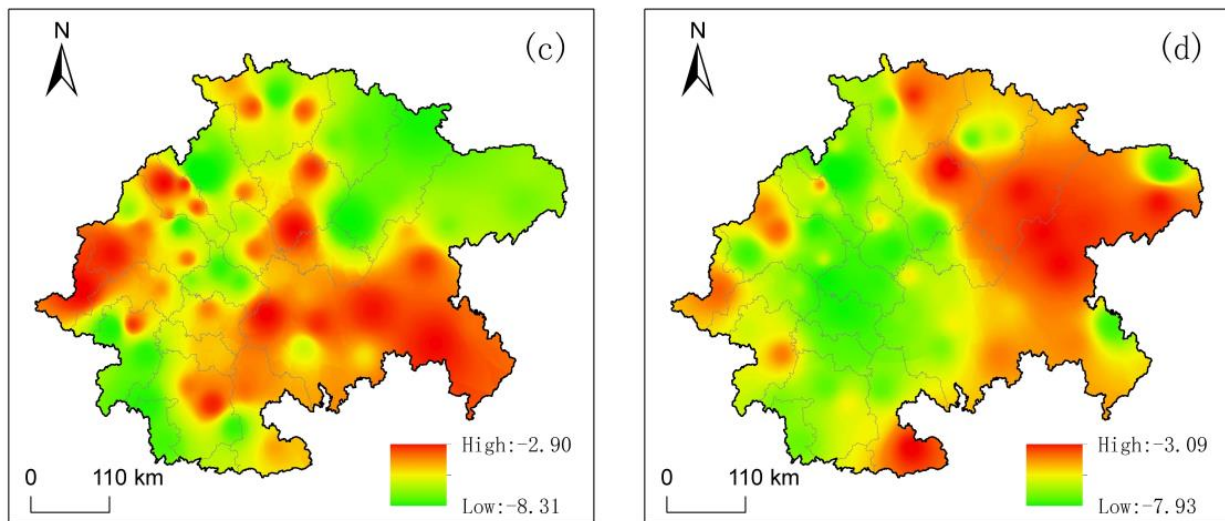 N
(c)
High:-2.90
Low:-8.31
0 110 km
N
(d)
High:-3.09
Low:-7.93
0 110 km